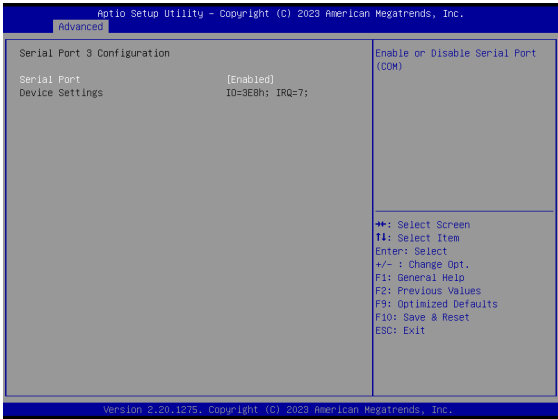 Aptio Setup Utility – Copyright (C) 2023 American Megatrends, Inc.
Advanced
Serial Port 3 Configuration
Serial Port [Enabled]
Device Settings IO=3E8h; IRQ=7;
Enable or Disable Serial Port
(COM)
→←: Select Screen
↑↓: Select Item
Enter: Select
+/- : Change Opt.
F1: General Help
F2: Previous Values
F9: Optimized Defaults
F10: Save & Reset
ESC: Exit
Version 2.20.1275. Copyright (C) 2023 American Megatrends, Inc.